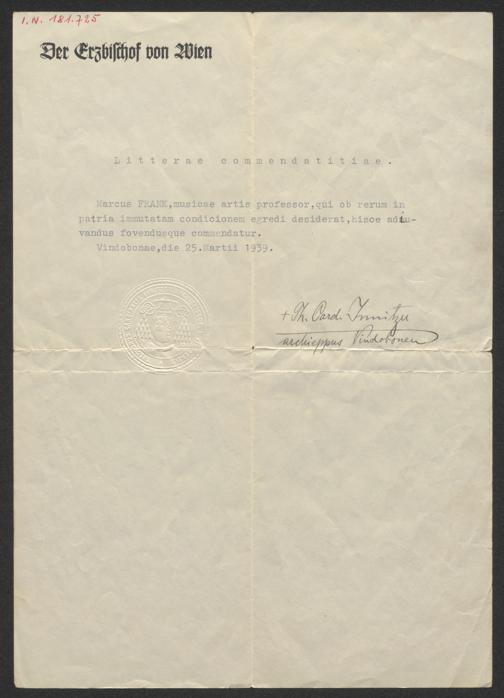 I.N. 181.725
Der Erzbischof von Wien
Litterae commendatitiae.
Marcus FRANK,musicae artis professor,qui ob rerum in
patria immutatam condicionem egredi desiderat,hisce adiu-
vandus fovendusque commendatur.
Vindobonae,die 25.Martii 1939.
+ Th. Card. Innitzer
archieppus Vindobonen